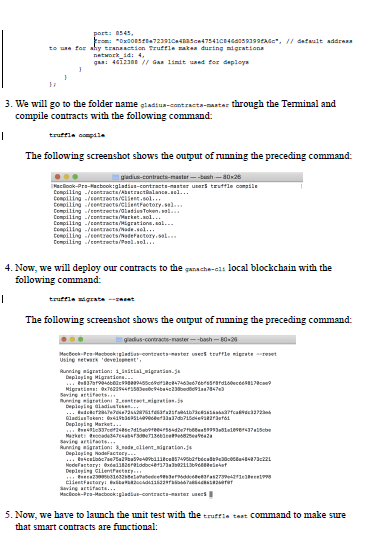 port: 8545,
from: "0x0085f8e72391Ce4BB5ce47541C846d059399fA6c", // default address
to use for any transaction Truffle makes during migrations
network_id: 4,
gas: 4612388 // Gas limit used for deploys
}
}
};
3. We will go to the folder name gladius-contracts-master through the Terminal and
compile contracts with the following command:
truffle compile
The following screenshot shows the output of running the preceding command:
gladius-contracts-master — -bash — 80×26
MacBook-Pro-Macbook:gladius-contracts-master user$ truffle compile
Compiling ./contracts/AbstractBalance.sol...
Compiling ./contracts/Client.sol...
Compiling ./contracts/ClientFactory.sol...
Compiling ./contracts/GladiusToken.sol...
Compiling ./contracts/Market.sol...
Compiling ./contracts/Migrations.sol...
Compiling ./contracts/Node.sol...
Compiling ./contracts/NodeFactory.sol...
Compiling ./contracts/Pool.sol...
4. Now, we will deploy our contracts to the ganache-cli local blockchain with the
following command:
truffle migrate --reset
The following screenshot shows the output of running the preceding command:
gladius-contracts-master — -bash — 80×26
MacBook-Pro-Macbook:gladius-contracts-master user$ truffle migrate --reset
Using network 'development'.
Running migration: 1_initial_migration.js
Deploying Migrations...
Migrations:
Saving artifacts...
Running migration: 2_contract_migration.js
Deploying GladiusToken...
GladiusToken:
Deploying Market...
Market:
Saving artifacts...
Running migration: 3_node_client_migration.js
Deploying NodeFactory...
NodeFactory:
Deploying ClientFactory...
ClientFactory:
Saving artifacts...
MacBook-Pro-Macbook:gladius-contracts-master user$
5. Now, we have to launch the unit test with the truffle test command to make sure
that smart contracts are functional: